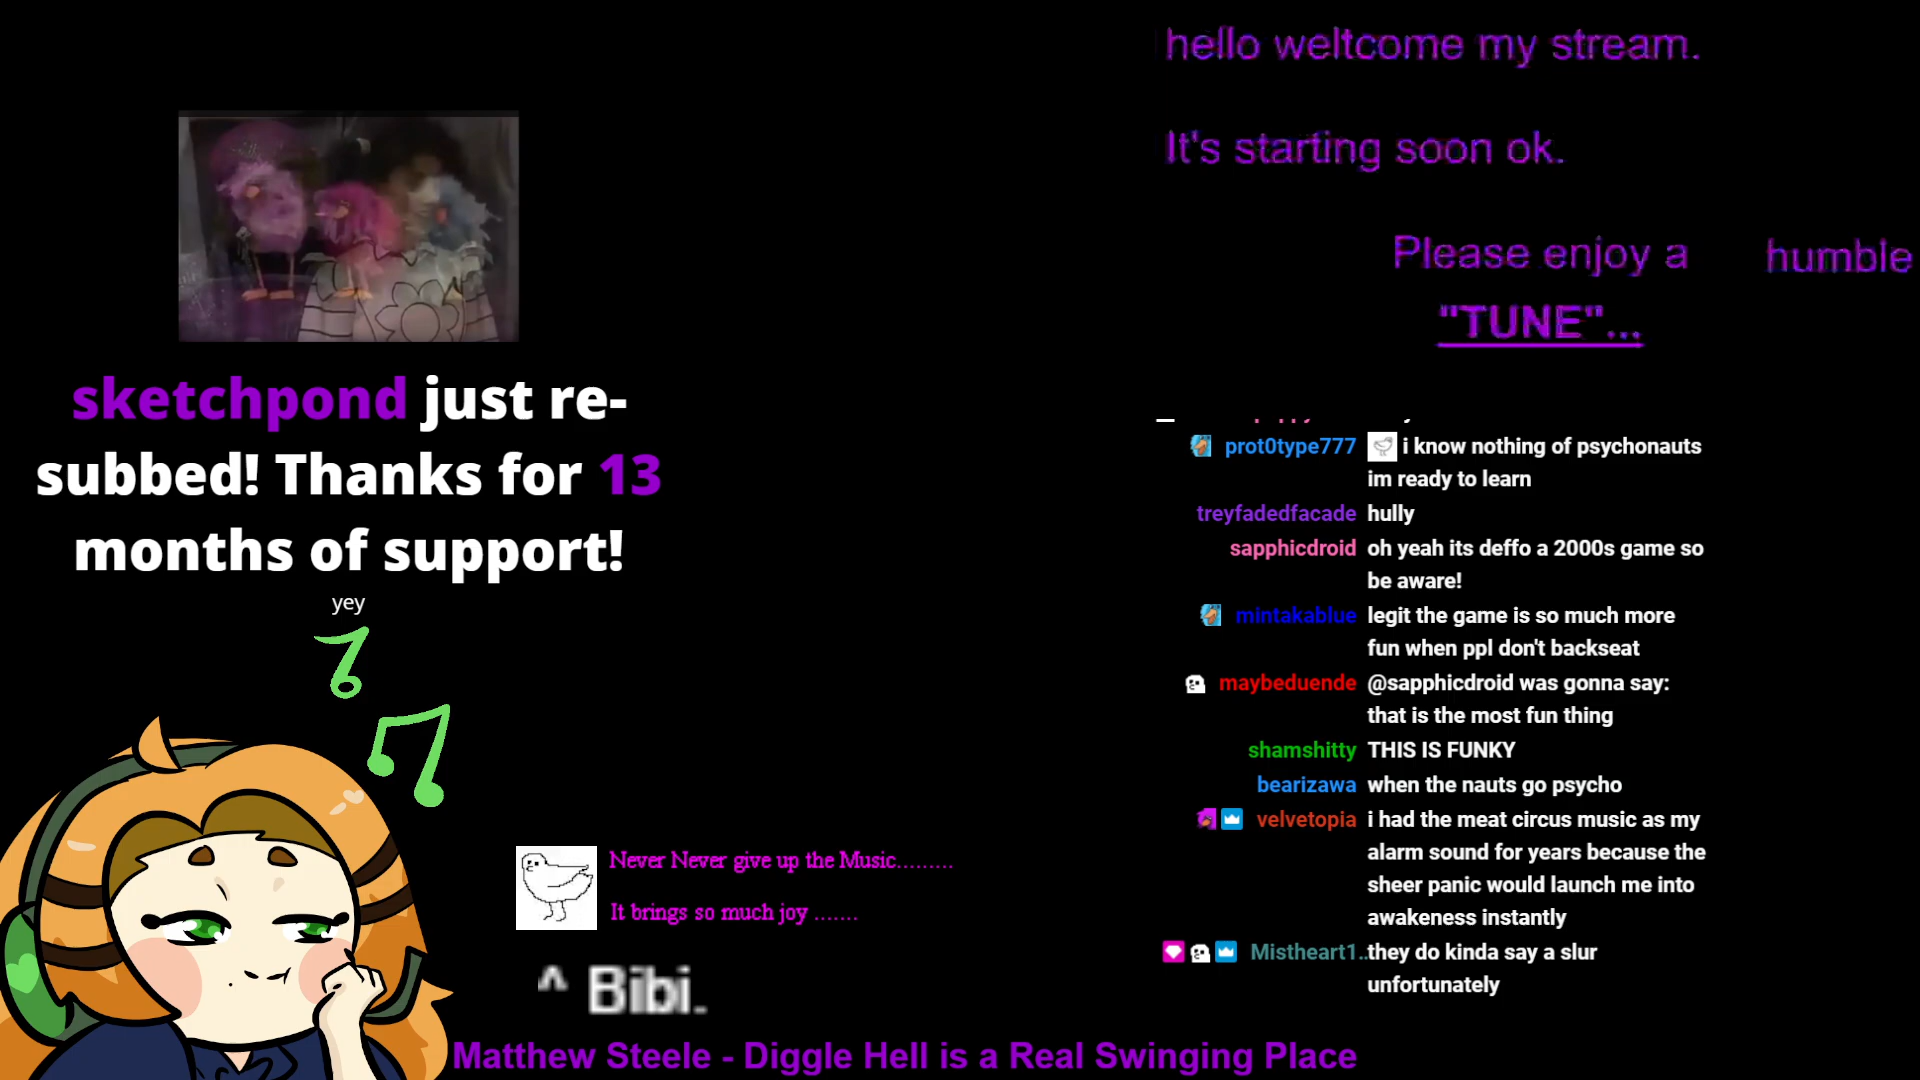 hello weltcome my stream.
It's starting soon ok.
Please enjoy a humble
"TUNE"...
sketchpond just re-
subbed! Thanks for 13
months of support!
yey
prot0type777 i know nothing of psychonauts
im ready to learn
treyfadedfacade hully
sapphicdroid oh yeah its deffo a 2000s game so
be aware!
mintakablue legit the game is so much more
fun when ppl don't backseat
maybeduende @sapphicdroid was gonna say:
that is the most fun thing
shamshitty THIS IS FUNKY
bearizawa when the nauts go psycho
velvetopia i had the meat circus music as my
alarm sound for years because the
sheer panic would launch me into
awakeness instantly
Mistheart1.. they do kinda say a slur
unfortunately
Never Never give up the Music.........
It brings so much joy .......
^ Bibi.
Matthew Steele - Diggle Hell is a Real Swinging Place